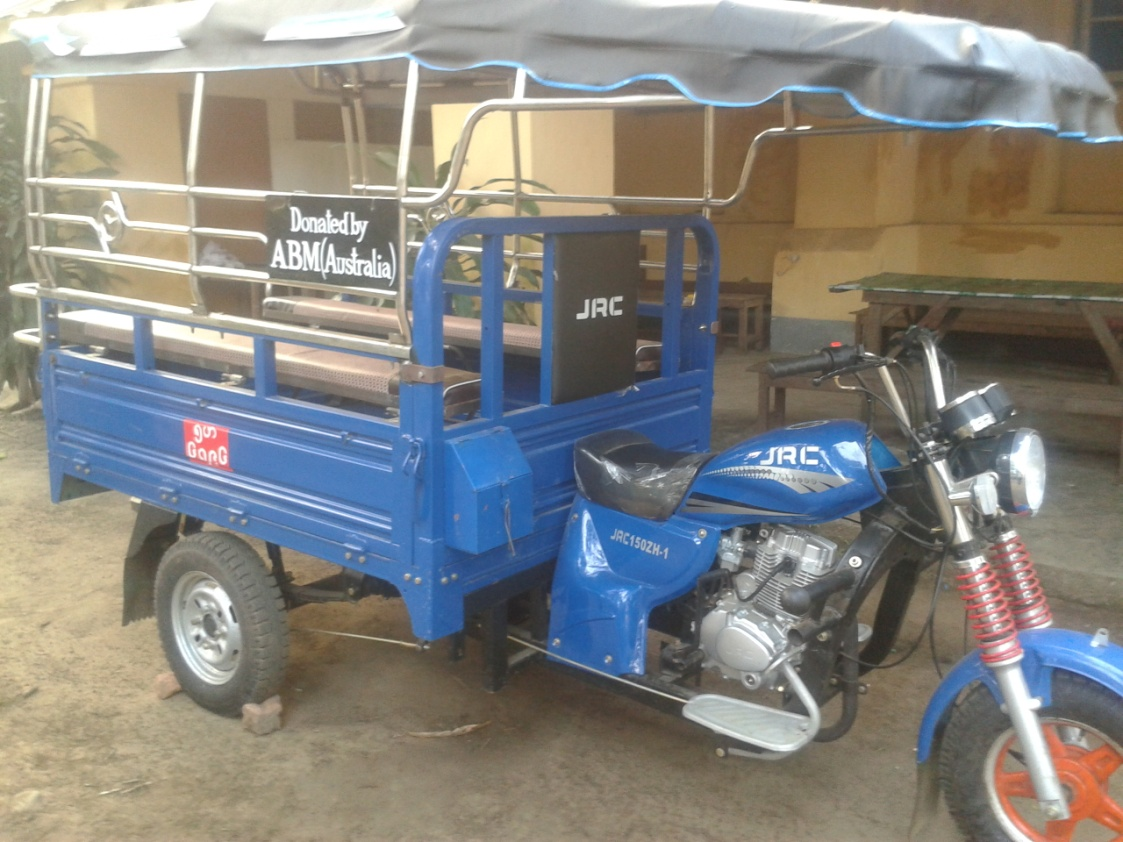 Donated by
ABM(Australia)
JRC
JRC
JRC150ZH-1